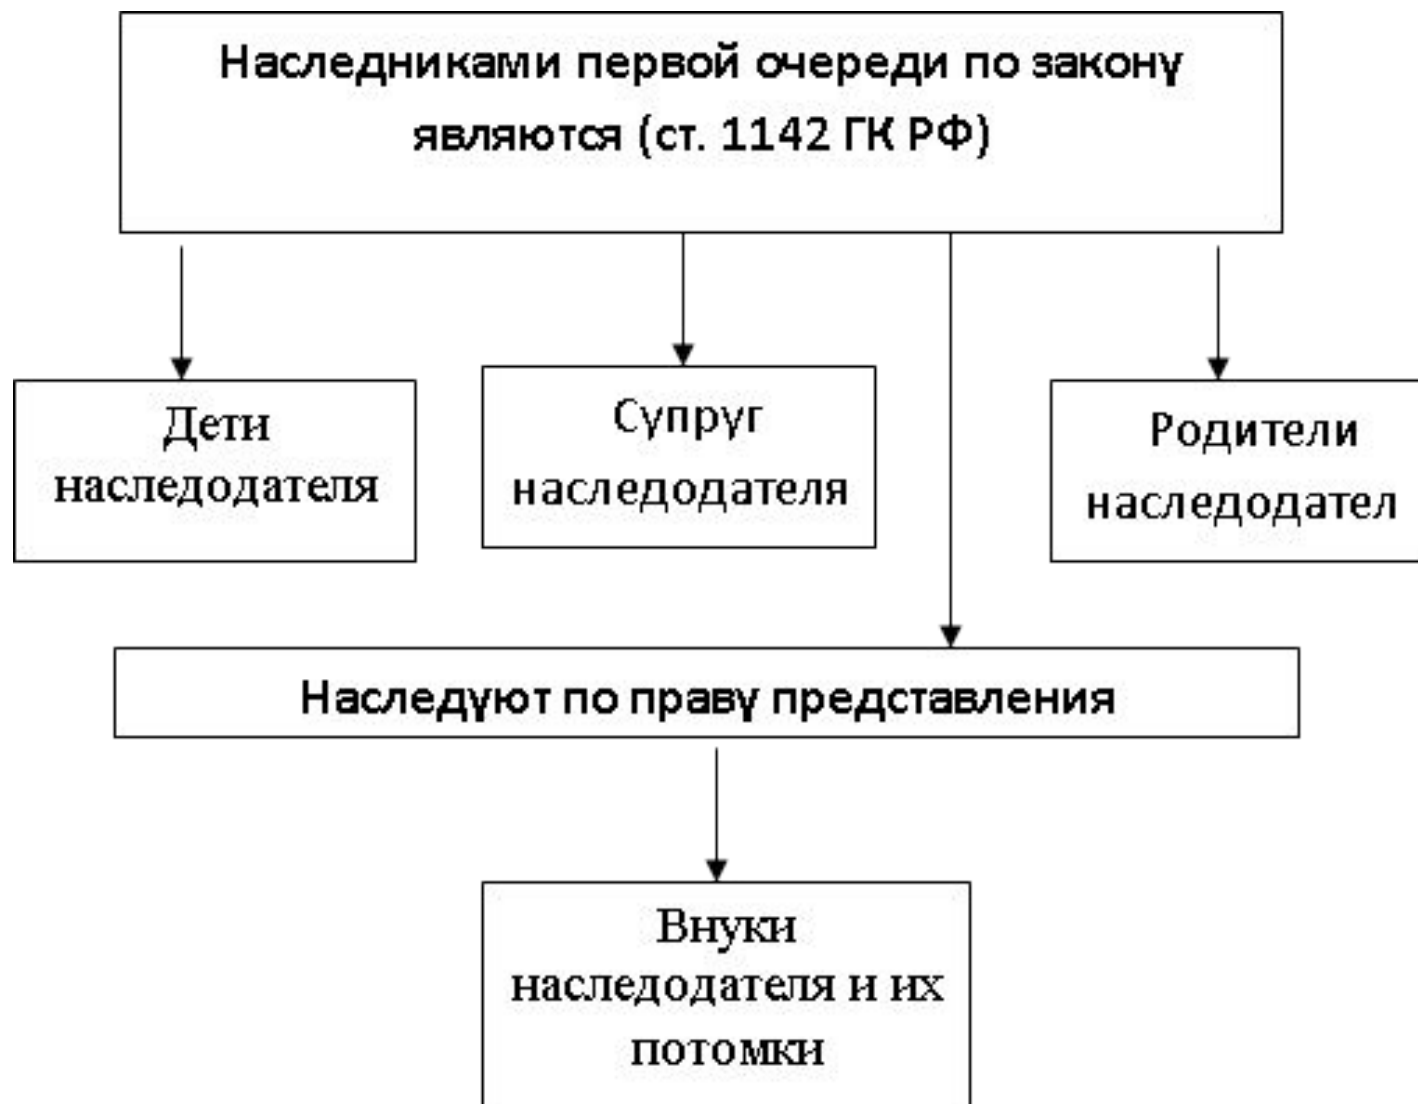 Наследниками первой очереди по закону
являются (ст. 1142 ГК РФ)
Дети
наследодателя
Супруг
наследодателя
Родители
наследодател
Наследуют по праву представления
Внуки
наследодателя и их
потомки